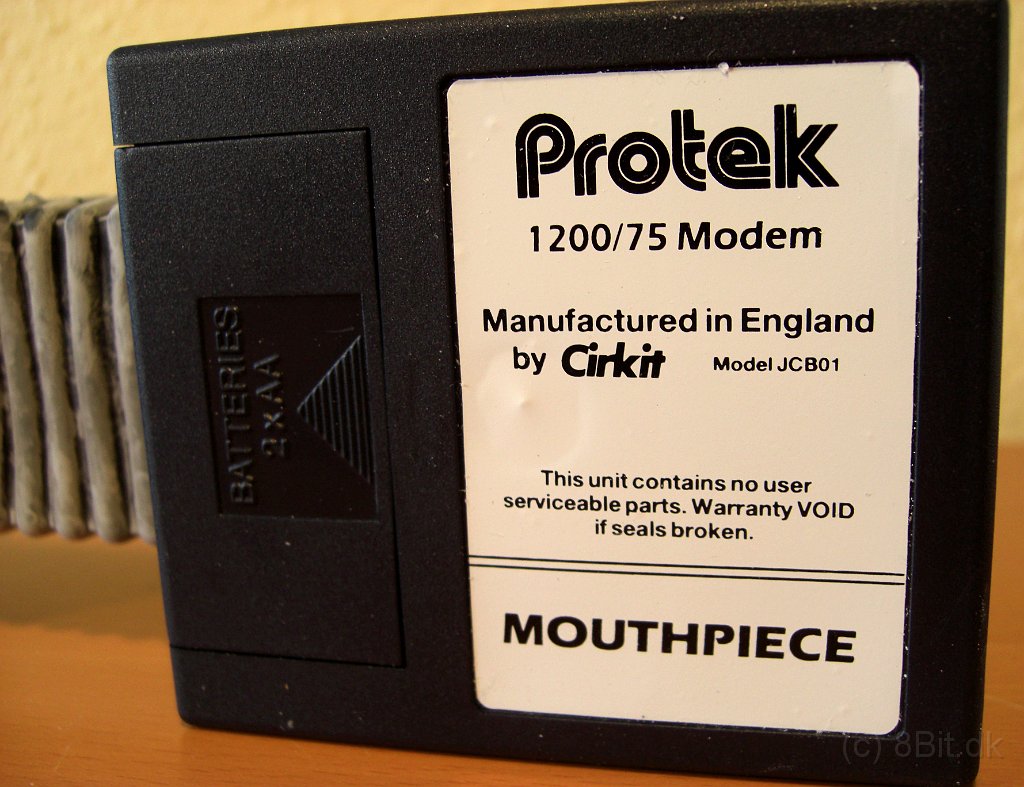 BATTERIES
2 x AA
Protek
1200/75 Modem
Manufactured in England
by Cirkit Model JCB01
This unit contains no user
serviceable parts. Warranty VOID
if seals broken.
MOUTHPIECE
(c) 8Bit.dk